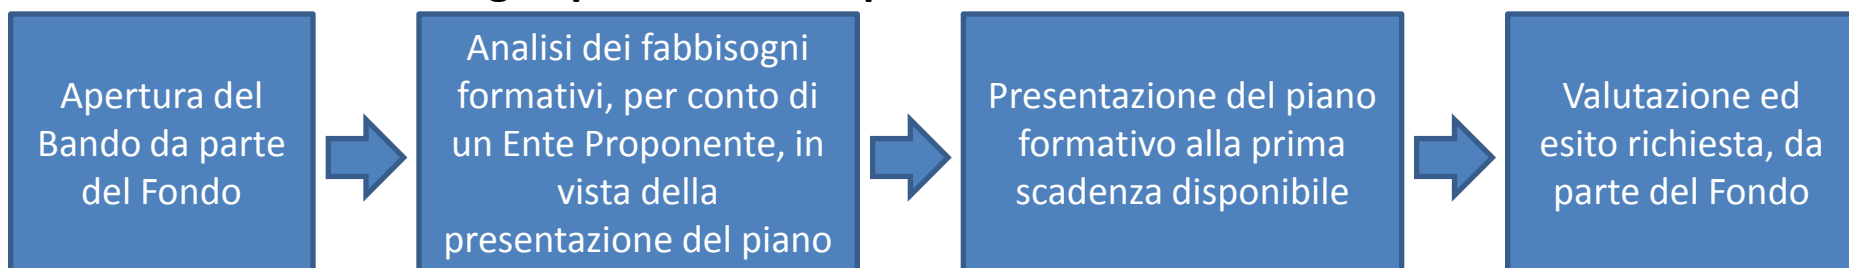 Apertura del
Bando da parte
del Fondo
Analisi dei fabbisogni
formativi, per conto di
un Ente Proponente, in
vista della
presentazione del piano
Presentazione del piano
formativo alla prima
scadenza disponibile
Valutazione ed
esito richiesta, da
parte del Fondo